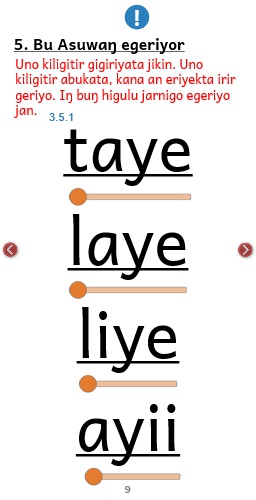 !
5. Bu Asuwaŋ egeriyor
Uno kiligitir gigiriyata jikin. Uno
kiligitir abukata, kana an eriyekta irir
geriyo. Iŋ buŋ higulu jarnigo egeriyo
jan.
3.5.1
taye
laye
liye
ayii
9